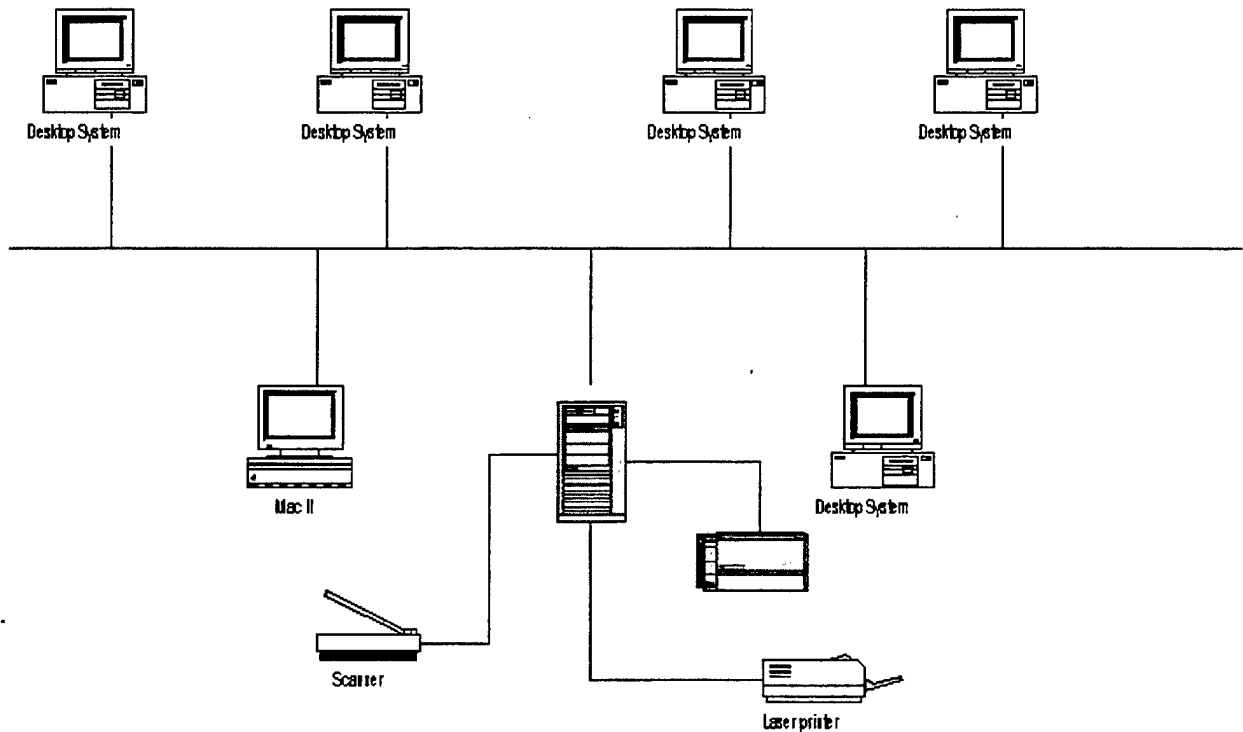 Desktop System
Desktop System
Desktop System
Desktop System
Mac II
Desktop System
Scanner
Laser printer